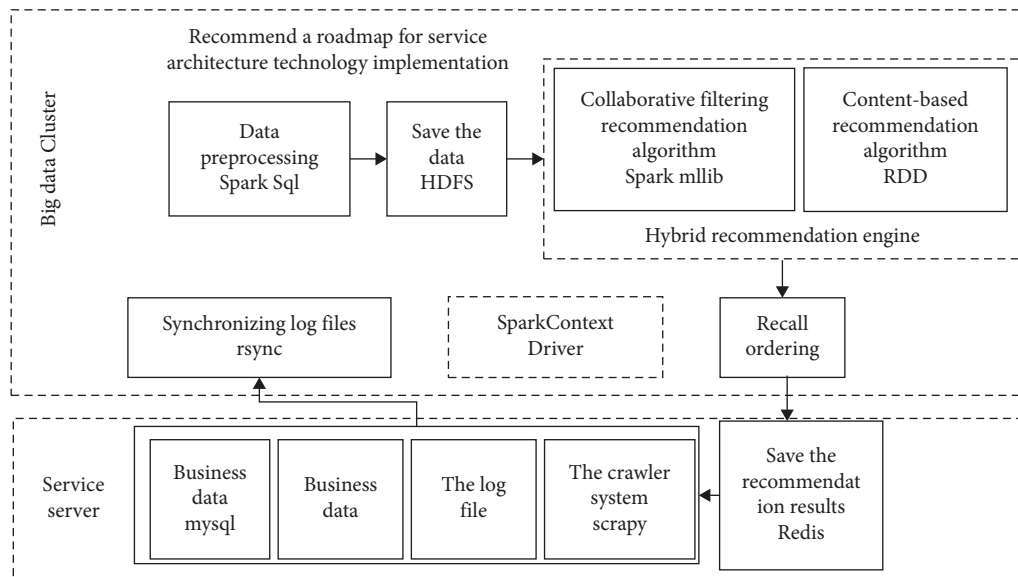 Big data Cluster
Recommend a roadmap for service
architecture technology implementation
Data
preprocessing
Spark Sql
Save the
data
HDFS
Collaborative filtering
recommendation
algorithm
Spark mllib
Content-based
recommendation
algorithm
RDD
Hybrid recommendation engine
Synchronizing log files
rsync
SparkContext
Driver
Recall
ordering
Service
server
Business
data
mysql
Business
data
The log
file
The crawler
system
scrapy
Save the
recommendat
ion results
Redis